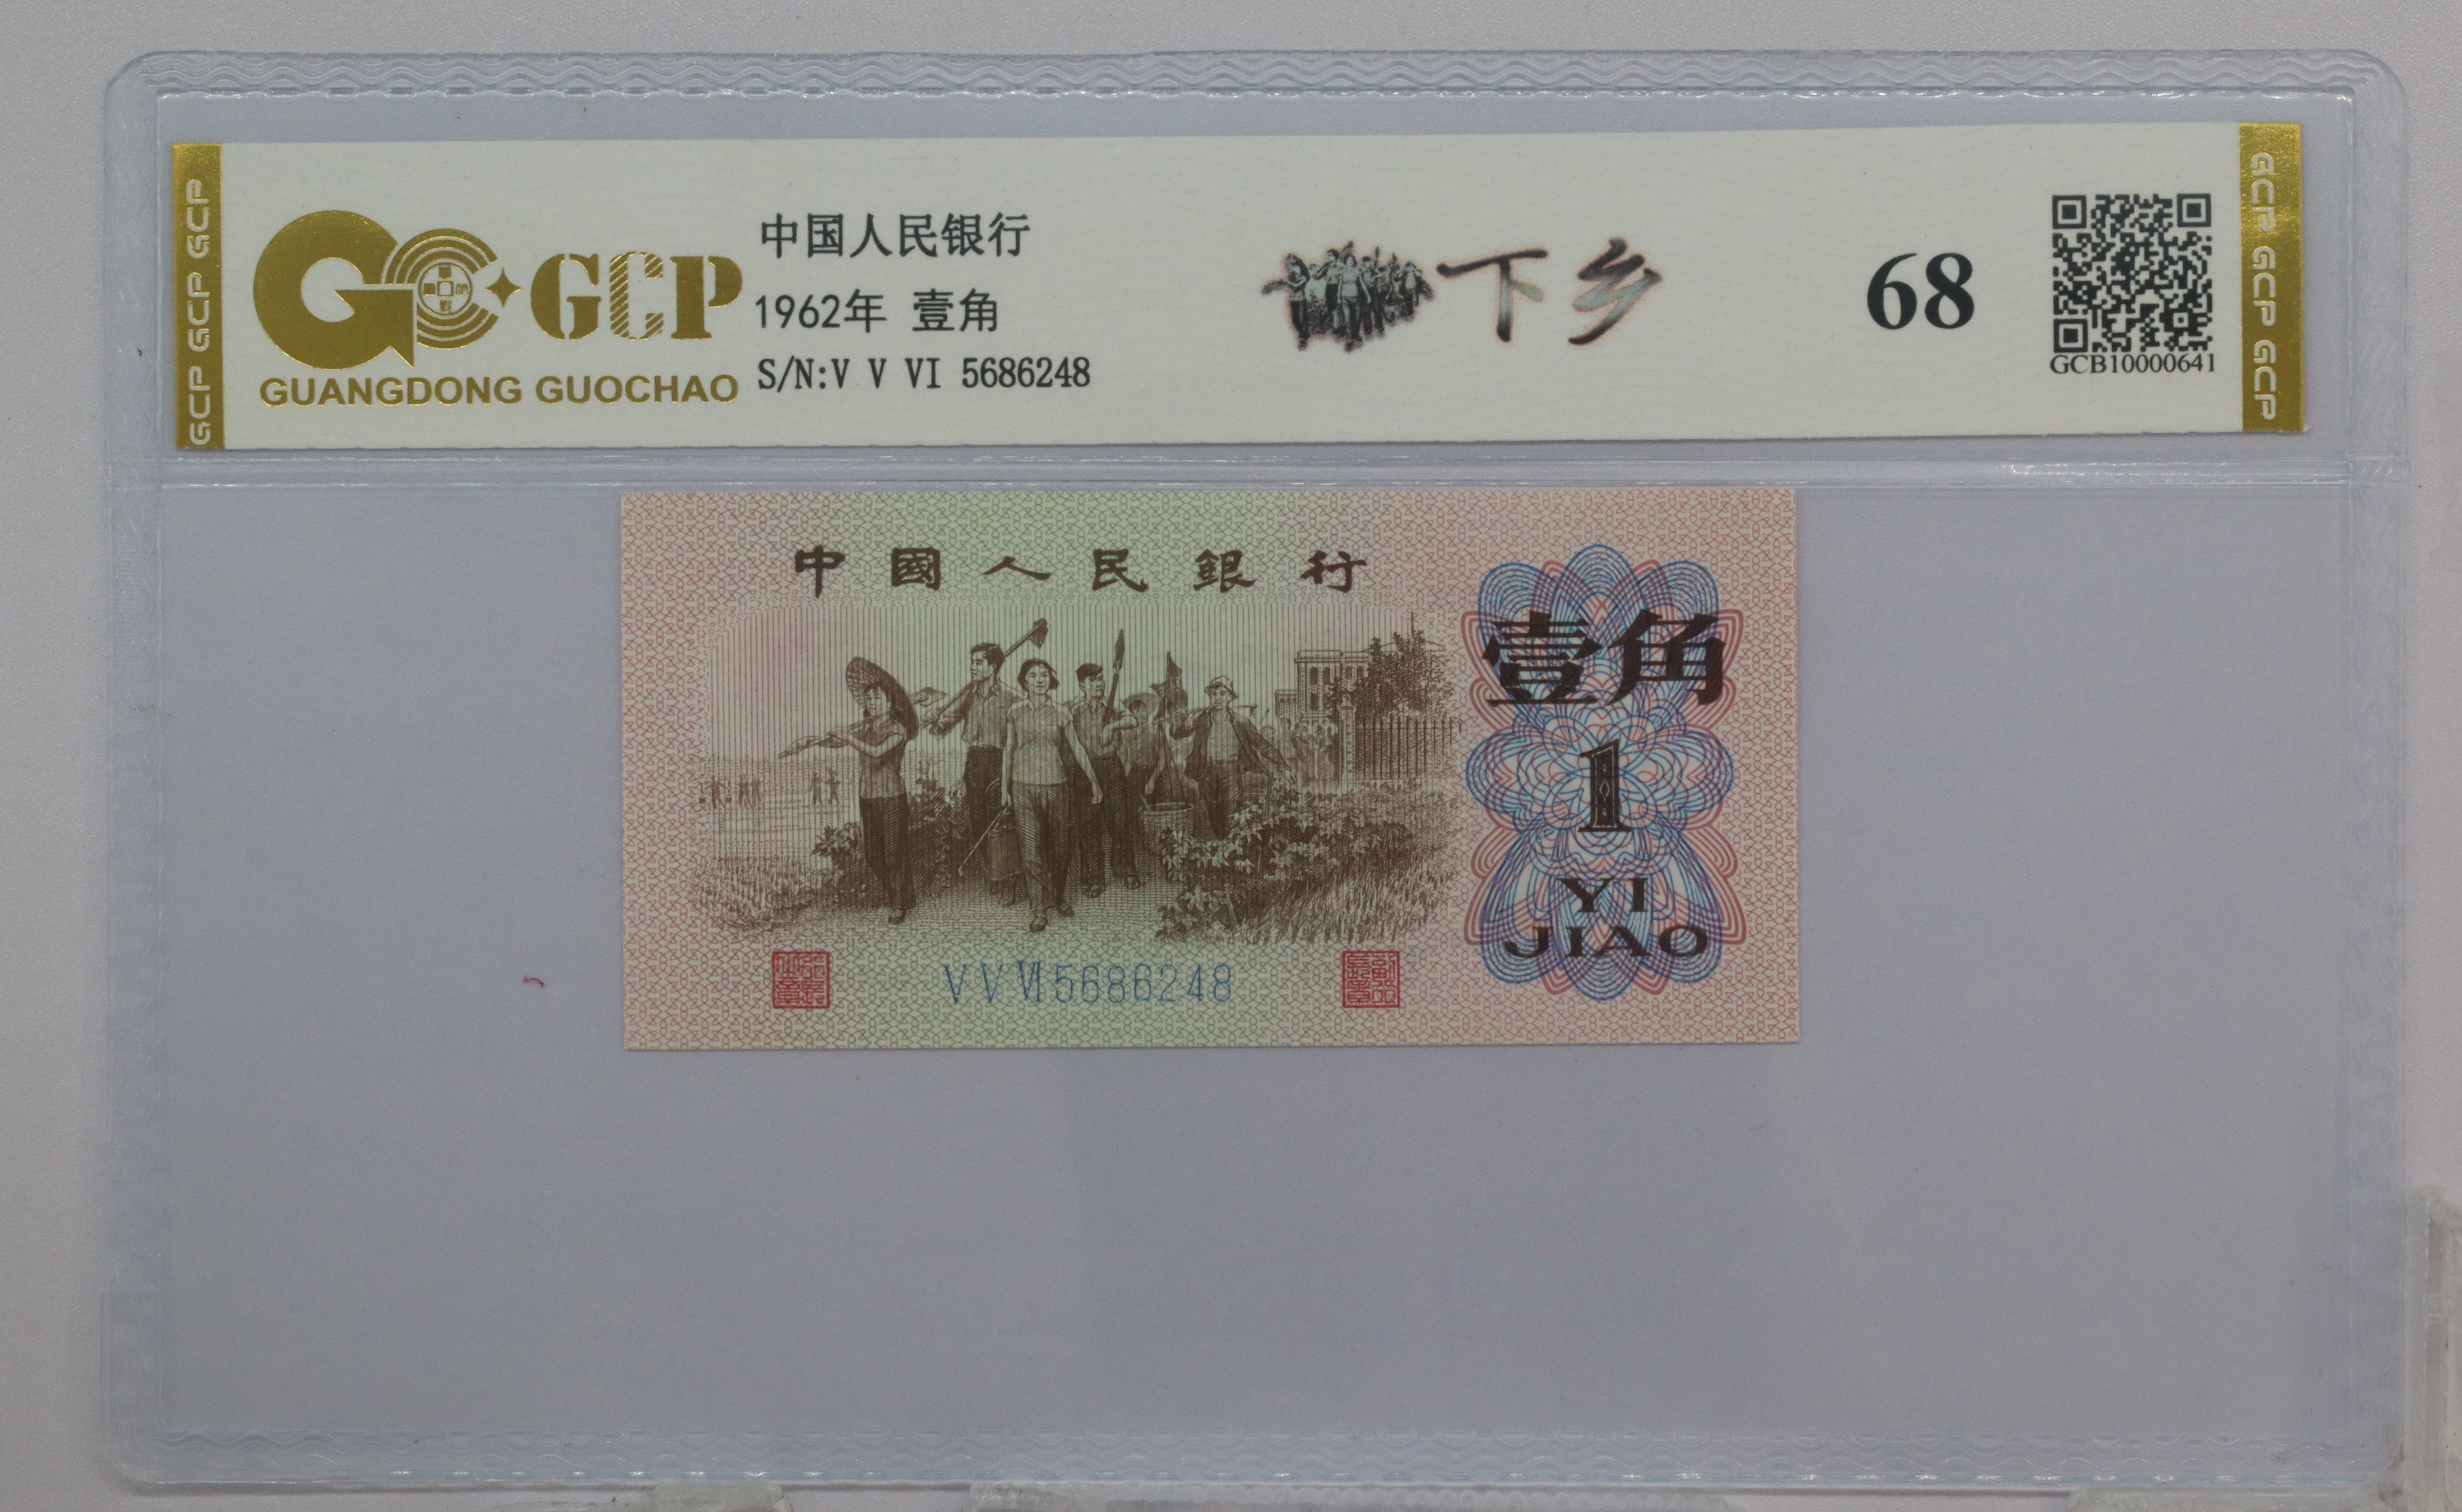 GCP GCP GCP
GCP
GUANGDONG GUOCHAO
中国人民银行
1962年 壹角
S/N:V V VI 5686248
下乡
68
GCB10000641
GCP GCP GCP
中國人民銀行
壹角
1
YI
JIAO
V V VI 5686248